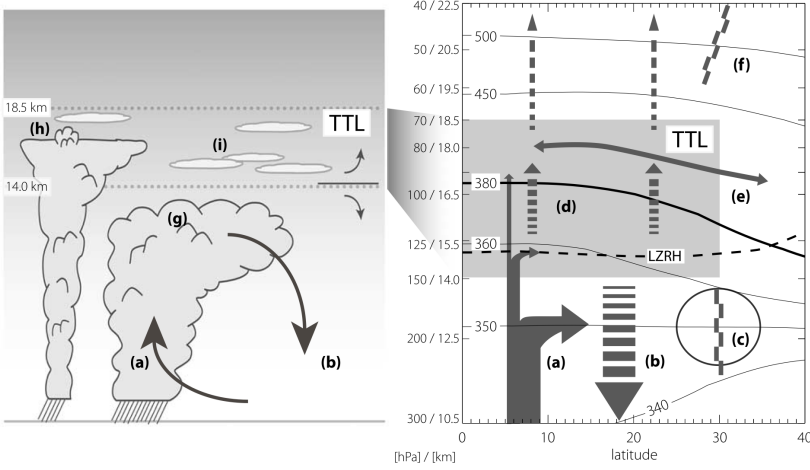 18.5 km
(h)
(i)
TTL
14.0 km
(g)
(a)
(b)
40 / 22.5
50 / 20.5
60 / 19.5
70 / 18.5
80 / 18.0
100 / 16.5
125 / 15.5
150 / 14.0
200 / 12.5
300 / 10.5
500
450
380
360
350
340
(f)
TTL
(e)
(d)
LZRH
(c)
(a)
(b)
0
10
20
30
40
[hPa] / [km]
latitude